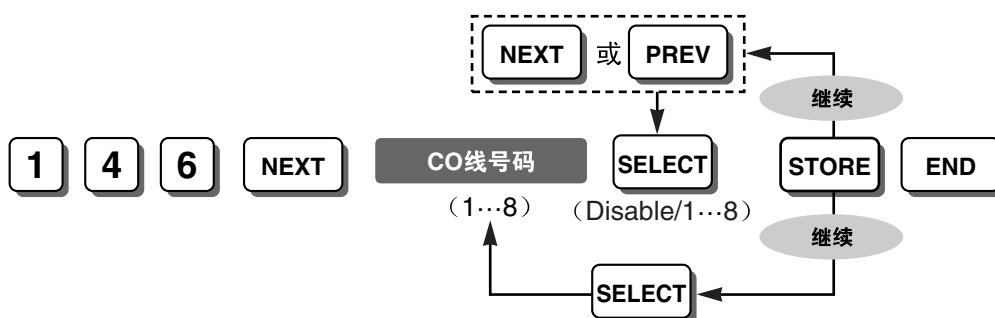 NEXT 或 PREV
继续
1 4 6 NEXT CO线号码 SELECT STORE END
(1…8) (Disable/1…8)
继续
SELECT